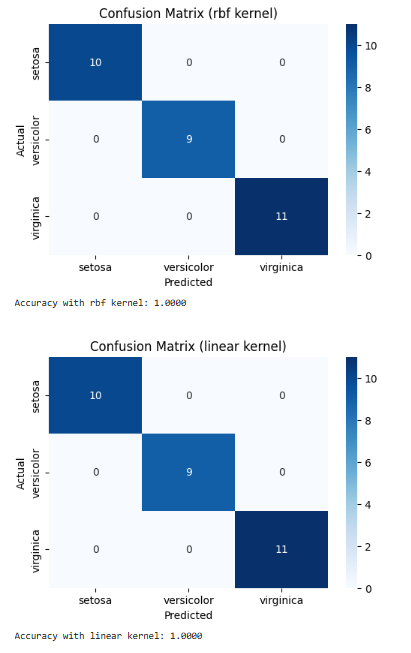 Confusion Matrix (rbf kernel)
setosa
versicolor
virginica
Actual
10 0 0
0 9 0
0 0 11
setosa versicolor virginica
Predicted
10
8
6
4
2
0
Accuracy with rbf kernel: 1.0000
Confusion Matrix (linear kernel)
setosa
versicolor
virginica
Actual
10 0 0
0 9 0
0 0 11
setosa versicolor virginica
Predicted
10
8
6
4
2
0
Accuracy with linear kernel: 1.0000